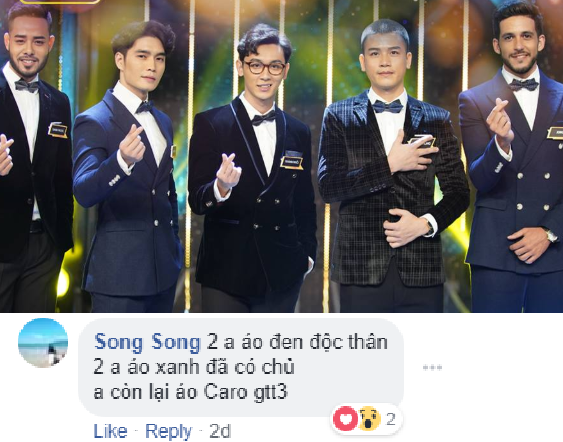 Song Song 2 a áo đen độc thân
2 a áo xanh đã có chủ
a còn lại áo Caro gtt3
2
Like · Reply · 2d